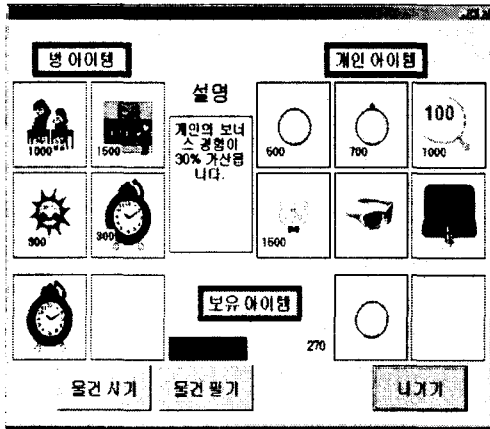 병 아이템
개인 아이템
설명
개인의 보너
스 경험이
30% 가산됩
니다.
1000
1500
600
700
100
1000
900
300
1500
보유 아이템
270
물건 사기
물건 팔기
나가기